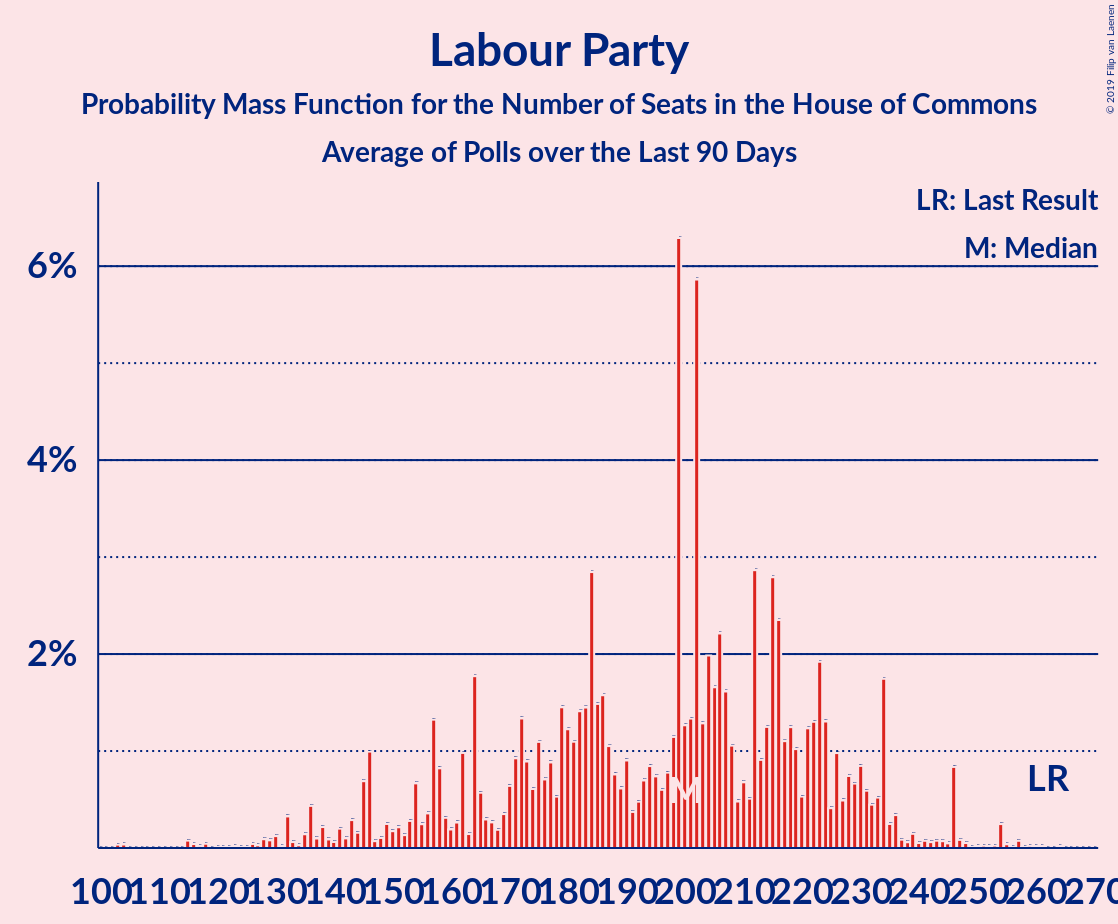 Labour Party
Probability Mass Function for the Number of Seats in the House of Commons
Average of Polls over the Last 90 Days
© 2019 Filip van Laenen
LR: Last Result
M: Median
6%
4%
2%
M
LR
100 110 120 130 140 150 160 170 180 190 200 210 220 230 240 250 260 270